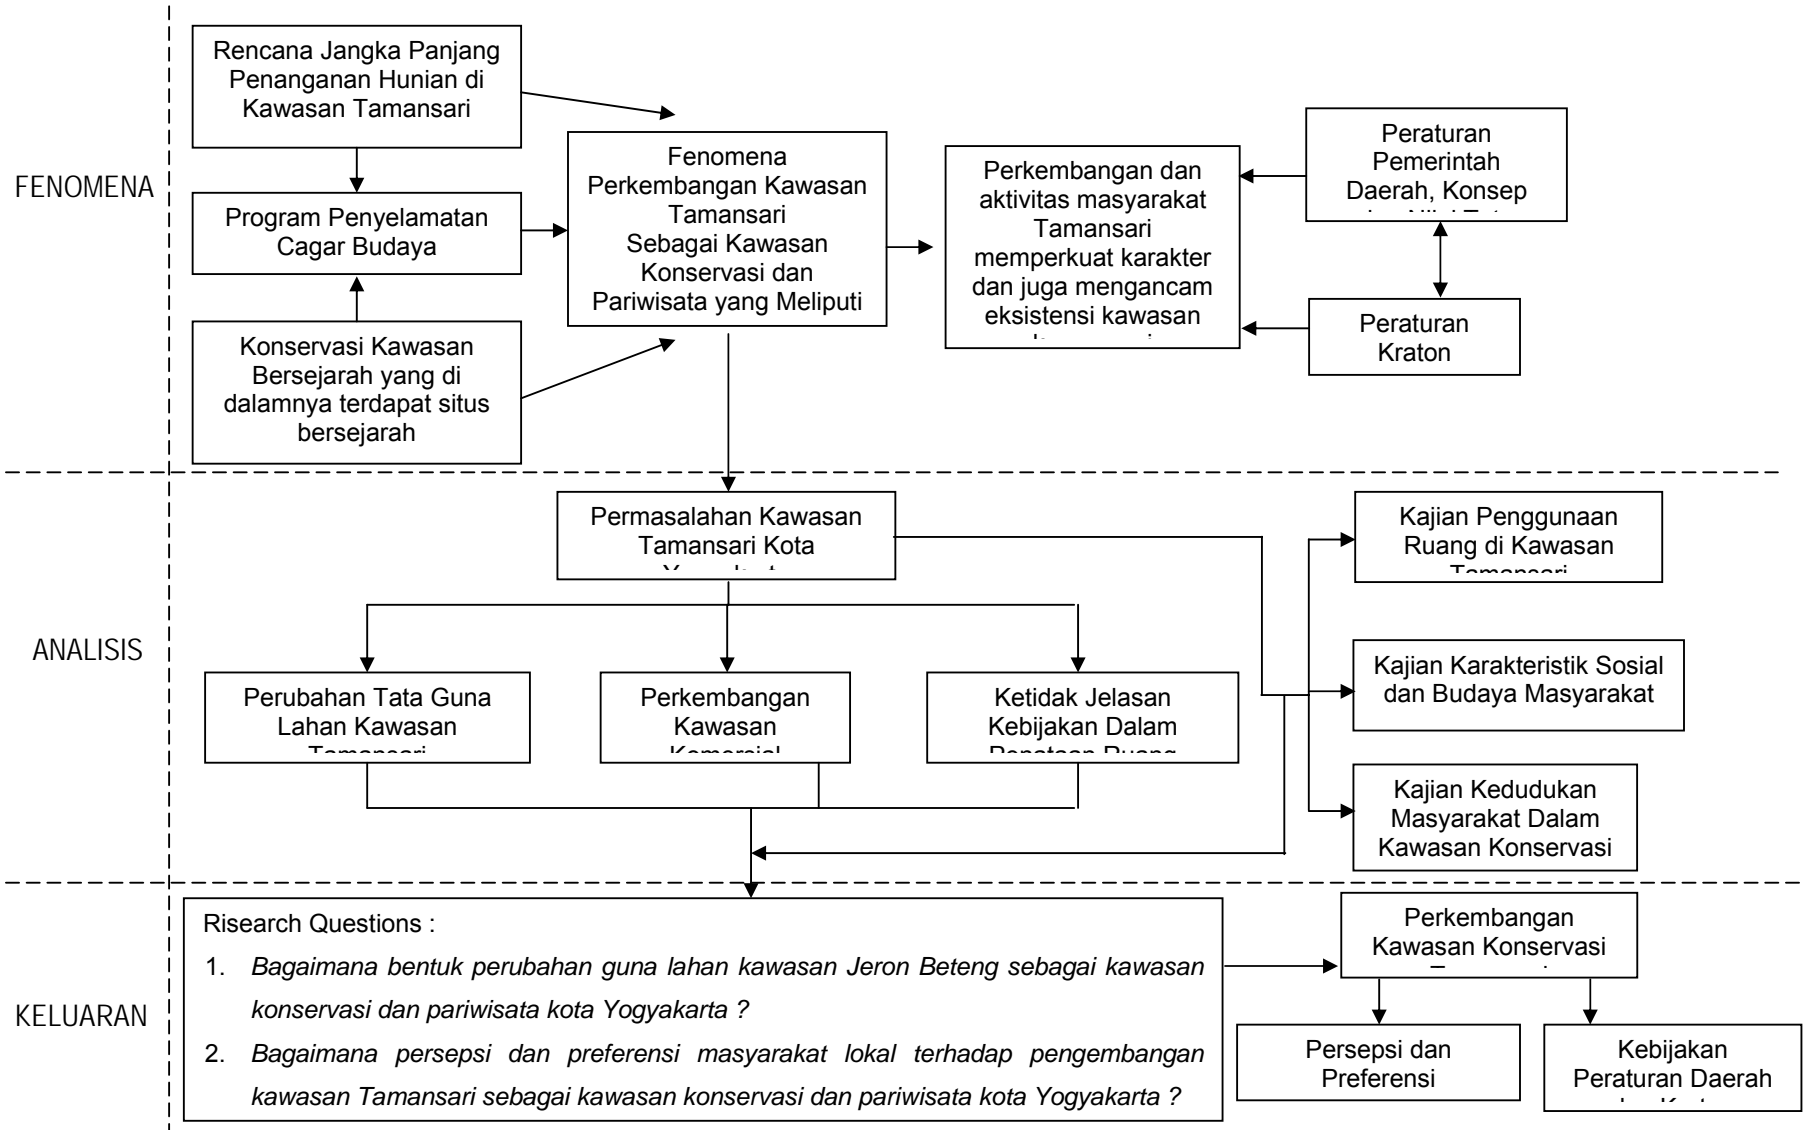 FENOMENA
Rencana Jangka Panjang
Penanganan Hunian di
Kawasan Tamansari
Program Penyelamatan
Cagar Budaya
Konservasi Kawasan
Bersejarah yang di
dalamnya terdapat situs
bersejarah
Fenomena
Perkembangan Kawasan
Tamansari
Sebagai Kawasan
Konservasi dan
Pariwisata yang Meliputi
Perkembangan dan
aktivitas masyarakat
Tamansari
memperkuat karakter
dan juga mengancam
eksistensi kawasan
Peraturan
Pemerintah
Daerah, Konsep
Peraturan
Kraton
ANALISIS
Permasalahan Kawasan
Tamansari Kota
Perubahan Tata Guna
Lahan Kawasan
Tamansari
Perkembangan
Kawasan
Komersial
Ketidak Jelasan
Kebijakan Dalam
Penataan Ruang
Kajian Penggunaan
Ruang di Kawasan
Tamansari
Kajian Karakteristik Sosial
dan Budaya Masyarakat
Kajian Kedudukan
Masyarakat Dalam
Kawasan Konservasi
KELUARAN
Risearch Questions :
1. Bagaimana bentuk perubahan guna lahan kawasan Jeron Beteng sebagai kawasan
konservasi dan pariwisata kota Yogyakarta ?
2. Bagaimana persepsi dan preferensi masyarakat lokal terhadap pengembangan
kawasan Tamansari sebagai kawasan konservasi dan pariwisata kota Yogyakarta ?
Perkembangan
Kawasan Konservasi
Persepsi dan
Preferensi
Kebijakan
Peraturan Daerah